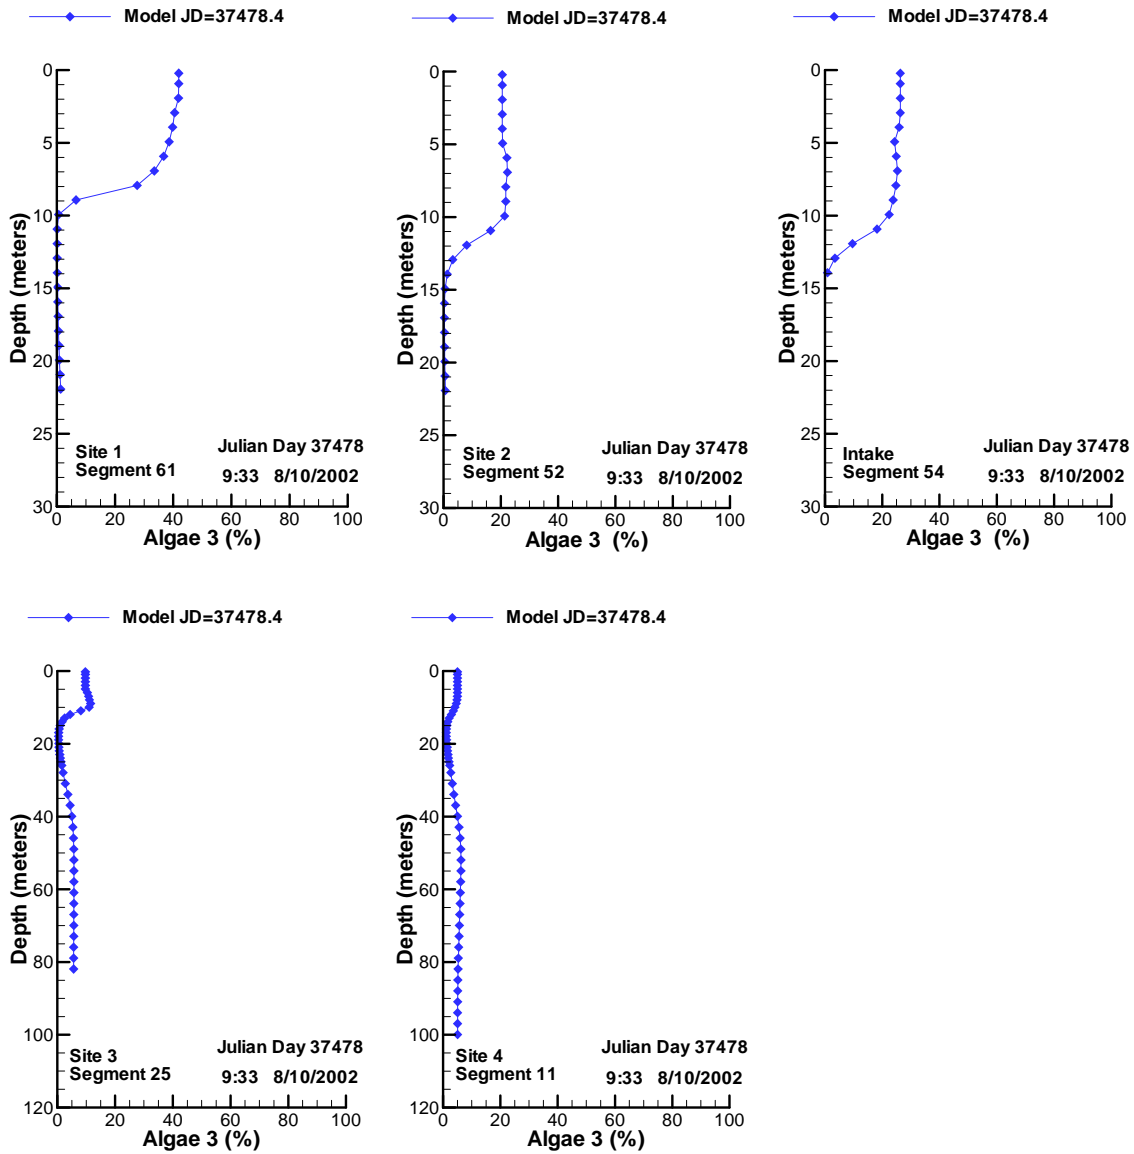 Model JD=37478.4
0
5
10
15
20
25
30
Depth (meters)
Site 1
Segment 61
Julian Day 37478
9:33 8/10/2002
0 20 40 60 80 100
Algae 3 (%)
Model JD=37478.4
0
5
10
15
20
25
30
Depth (meters)
Site 2
Segment 52
Julian Day 37478
9:33 8/10/2002
0 20 40 60 80 100
Algae 3 (%)
Model JD=37478.4
0
5
10
15
20
25
30
Depth (meters)
Intake
Segment 54
Julian Day 37478
9:33 8/10/2002
0 20 40 60 80 100
Algae 3 (%)
Model JD=37478.4
0
20
40
60
80
100
120
Depth (meters)
Site 3
Segment 25
Julian Day 37478
9:33 8/10/2002
0 20 40 60 80 100
Algae 3 (%)
Model JD=37478.4
0
20
40
60
80
100
120
Depth (meters)
Site 4
Segment 11
Julian Day 37478
9:33 8/10/2002
0 20 40 60 80 100
Algae 3 (%)